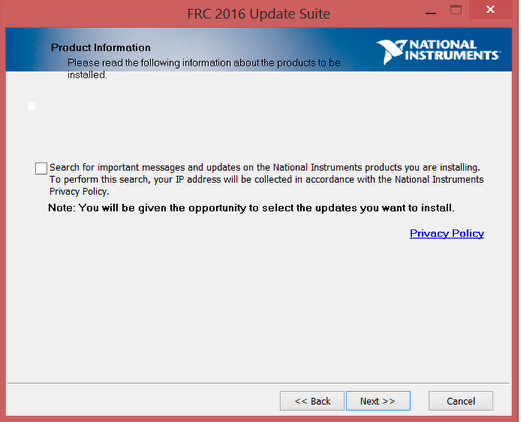 FRC 2016 Update Suite
Product Information
Please read the following information about the products to be
installed.
NATIONAL
INSTRUMENTS
Search for important messages and updates on the National Instruments products you are installing.
To perform this search, your IP address will be collected in accordance with the National Instruments
Privacy Policy.
Note: You will be given the opportunity to select the updates you want to install.
Privacy Policy
<< Back
Next >>
Cancel